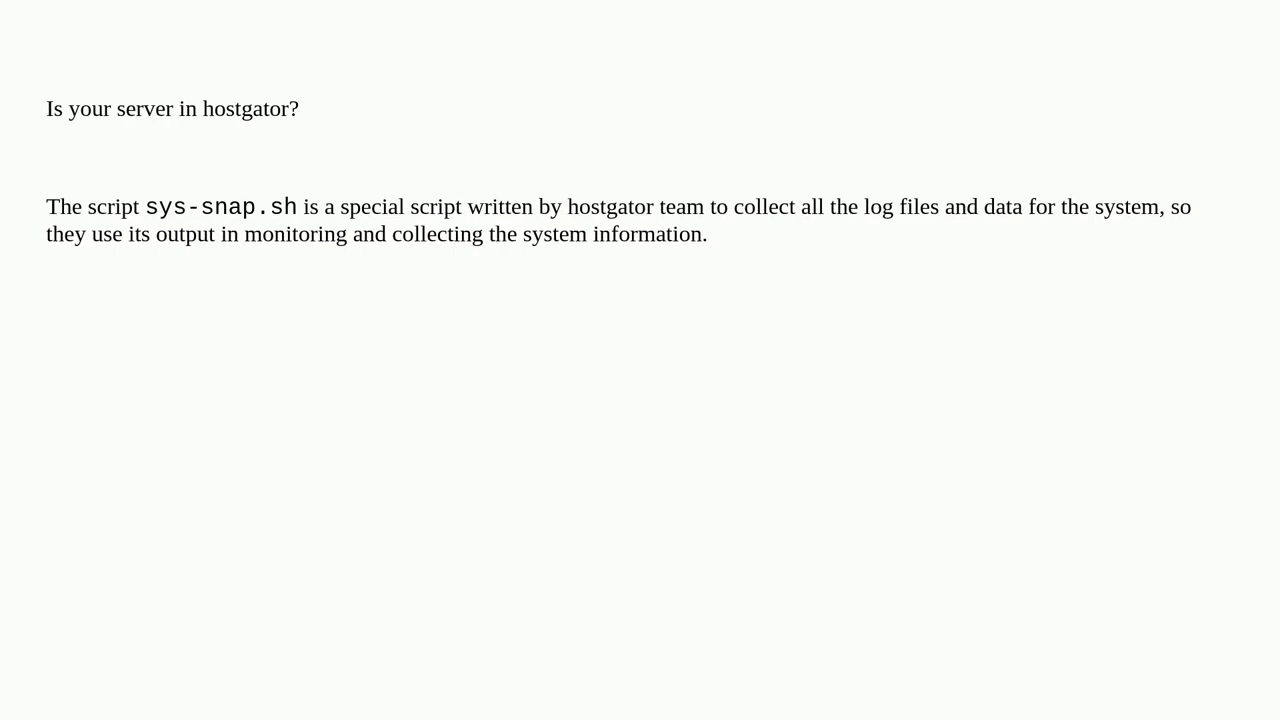 Is your server in hostgator?
The script sys-snap.sh is a special script written by hostgator team to collect all the log files and data for the system, so
they use its output in monitoring and collecting the system information.